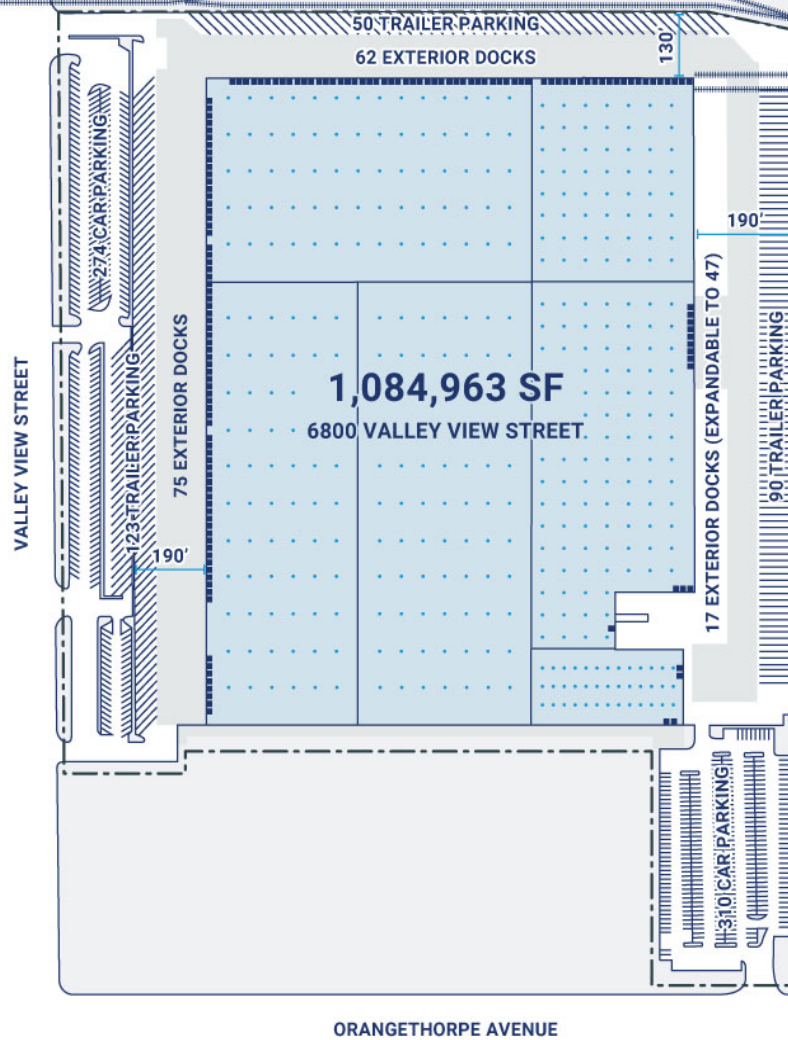 50 TRAILER PARKING
62 EXTERIOR DOCKS
130'
274 CAR PARKING
190'
VALLEY VIEW STREET
123 TRAILER PARKING
75 EXTERIOR DOCKS
1,084,963 SF
6800 VALLEY VIEW STREET
17 EXTERIOR DOCKS (EXPANDABLE TO 47)
90 TRAILER PARKING
190'
310 CAR PARKING
ORANGETHORPE AVENUE